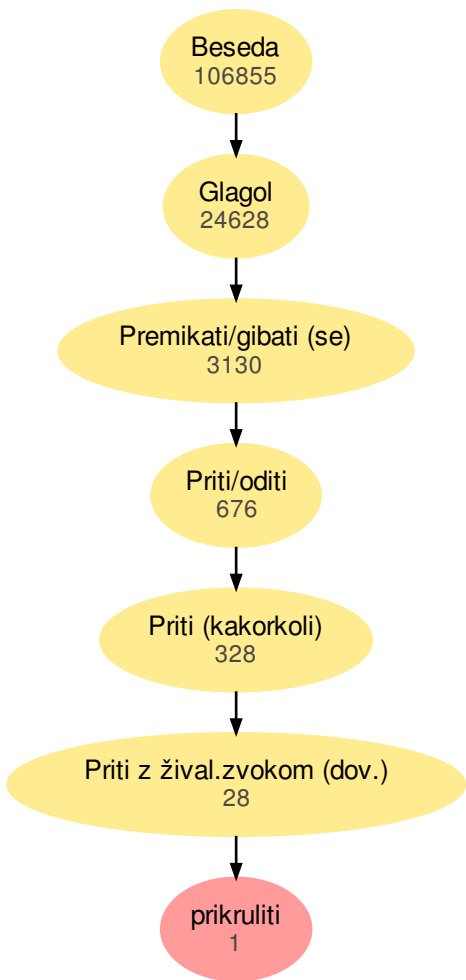 Beseda
106855
Glagol
24628
Premikati/gibati (se)
3130
Priti/oditi
676
Priti (kakorkoli)
328
Priti z žival.zvokom (dov.)
28
prikruliti
1